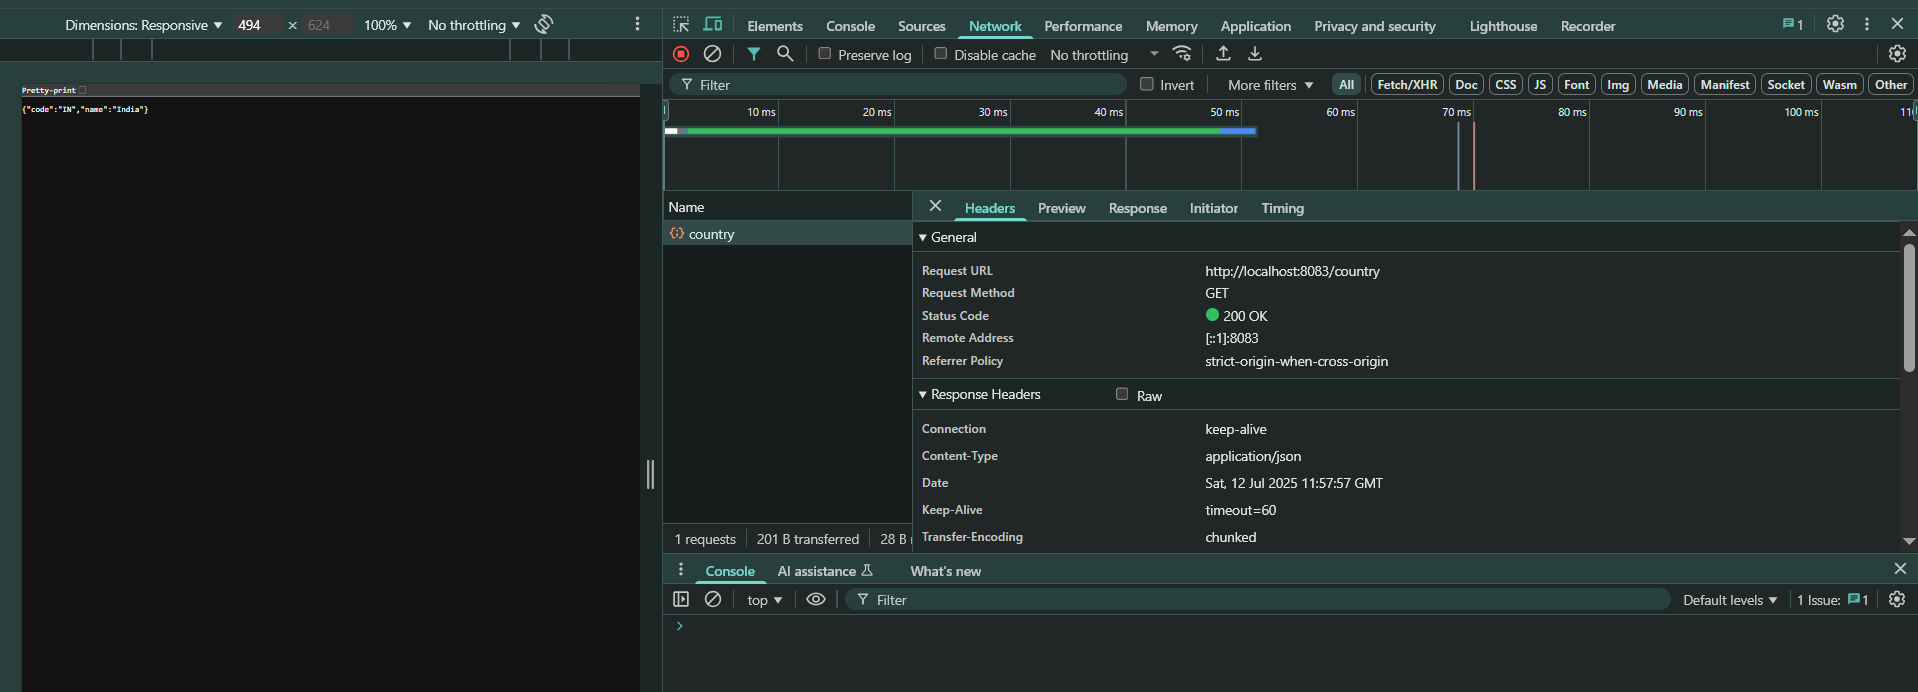 Dimensions: Responsive ▼ 494 × 624 100% ▼ No throttling ▼
Pretty-print
{"code":"IN","name":"India"}
Elements Console Sources Network Performance Memory Application Privacy and security Lighthouse Recorder 1
Preserve log Disable cache No throttling
Filter Invert More filters ▼ All Fetch/XHR Doc CSS JS Font Img Media Manifest Socket Wasm Other
10 ms 20 ms 30 ms 40 ms 50 ms 60 ms 70 ms 80 ms 90 ms 100 ms
Name
country
Headers Preview Response Initiator Timing
▼ General
Request URL http://localhost:8083/country
Request Method GET
Status Code 200 OK
Remote Address [::1]:8083
Referrer Policy strict-origin-when-cross-origin
▼ Response Headers Raw
Connection keep-alive
Content-Type application/json
Date Sat, 12 Jul 2025 11:57:57 GMT
Keep-Alive timeout=60
Transfer-Encoding chunked
1 requests 201 B transferred 28 B
Console AI assistance What's new
top ▼ Filter Default levels ▼ 1 Issue: 1